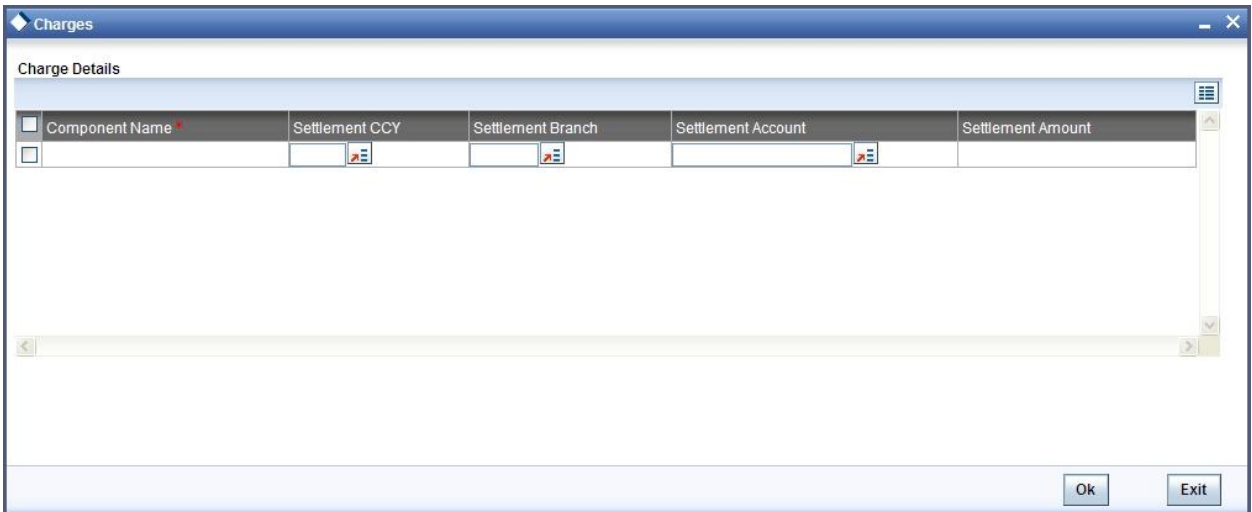 Charges
Charge Details
Component Name * Settlement CCY Settlement Branch Settlement Account Settlement Amount
Ok Exit